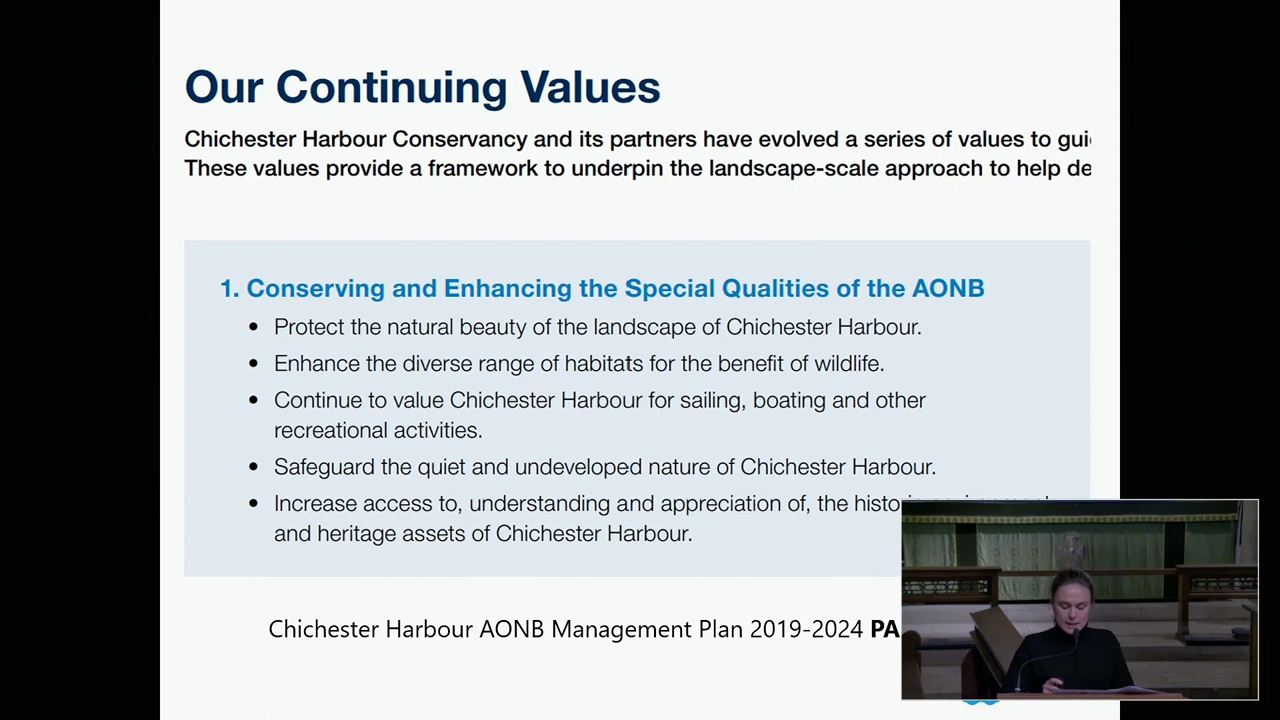 Our Continuing Values
Chichester Harbour Conservancy and its partners have evolved a series of values to
These values provide a framework to underpin the landscape-scale approach to help
1. Conserving and Enhancing the Special Qualities of the AONB
• Protect the natural beauty of the landscape of Chichester Harbour.
• Enhance the diverse range of habitats for the benefit of wildlife.
• Continue to value Chichester Harbour for sailing, boating and other
recreational activities.
• Safeguard the quiet and undeveloped nature of Chichester Harbour.
• Increase access to, understanding and appreciation of, the
and heritage assets of Chichester Harbour.
Chichester Harbour AONB Management Plan 2019-2024